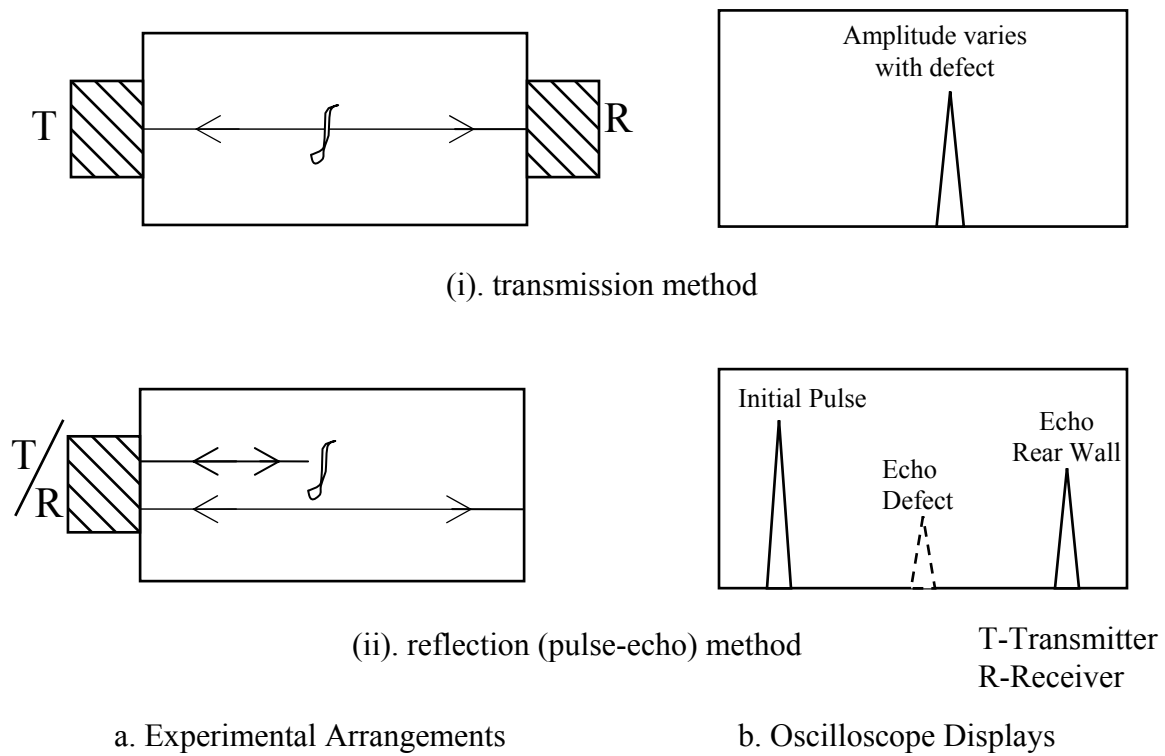 T
R
Amplitude varies
with defect
(i). transmission method
T/R
Initial Pulse
Echo
Defect
Echo
Rear Wall
(ii). reflection (pulse-echo) method
T-Transmitter
R-Receiver
a. Experimental Arrangements
b. Oscilloscope Displays